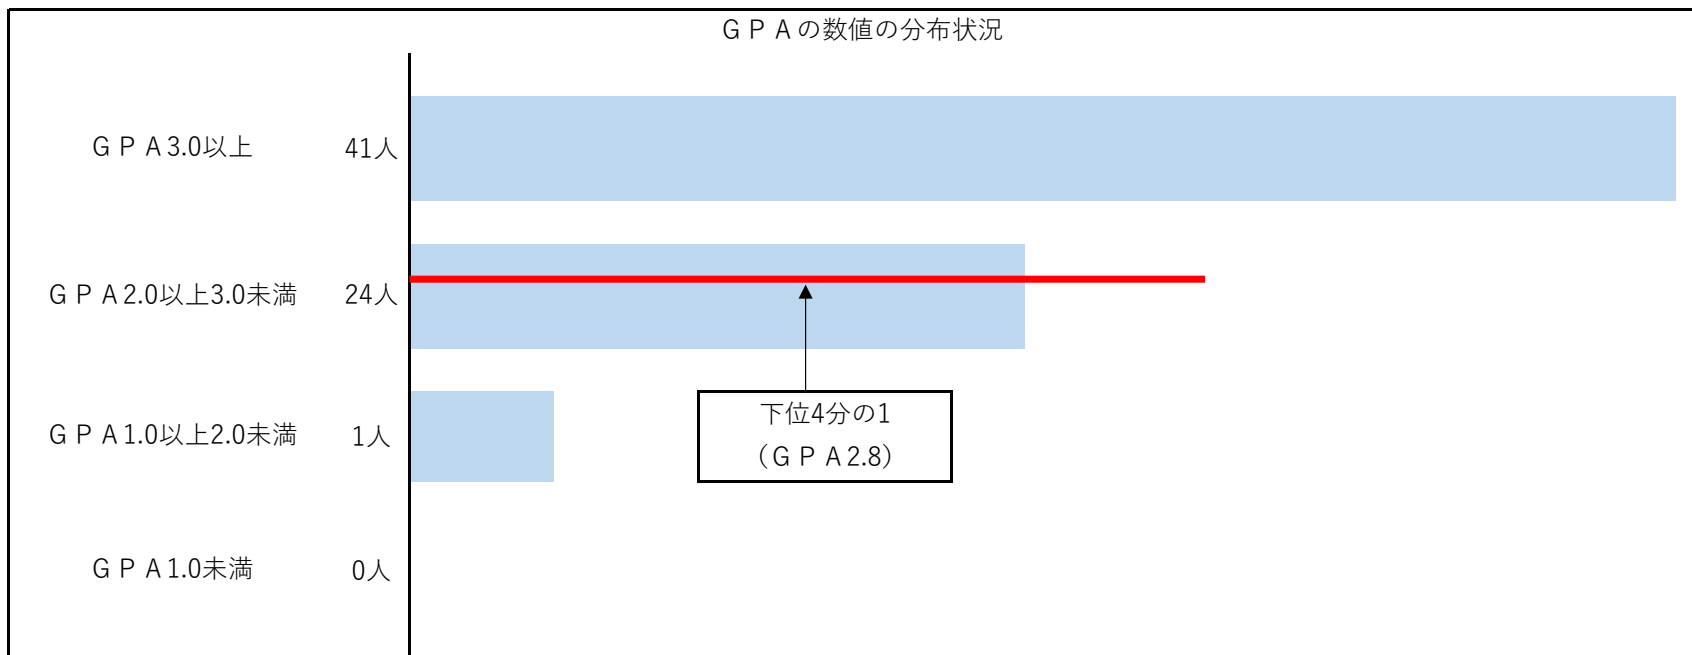 ＧＰＡの数値の分布状況
ＧＰＡ3.0以上 41人
ＧＰＡ2.0以上3.0未満 24人
下位4分の1
（ＧＰＡ2.8）
ＧＰＡ1.0以上2.0未満 1人
ＧＰＡ1.0未満 0人